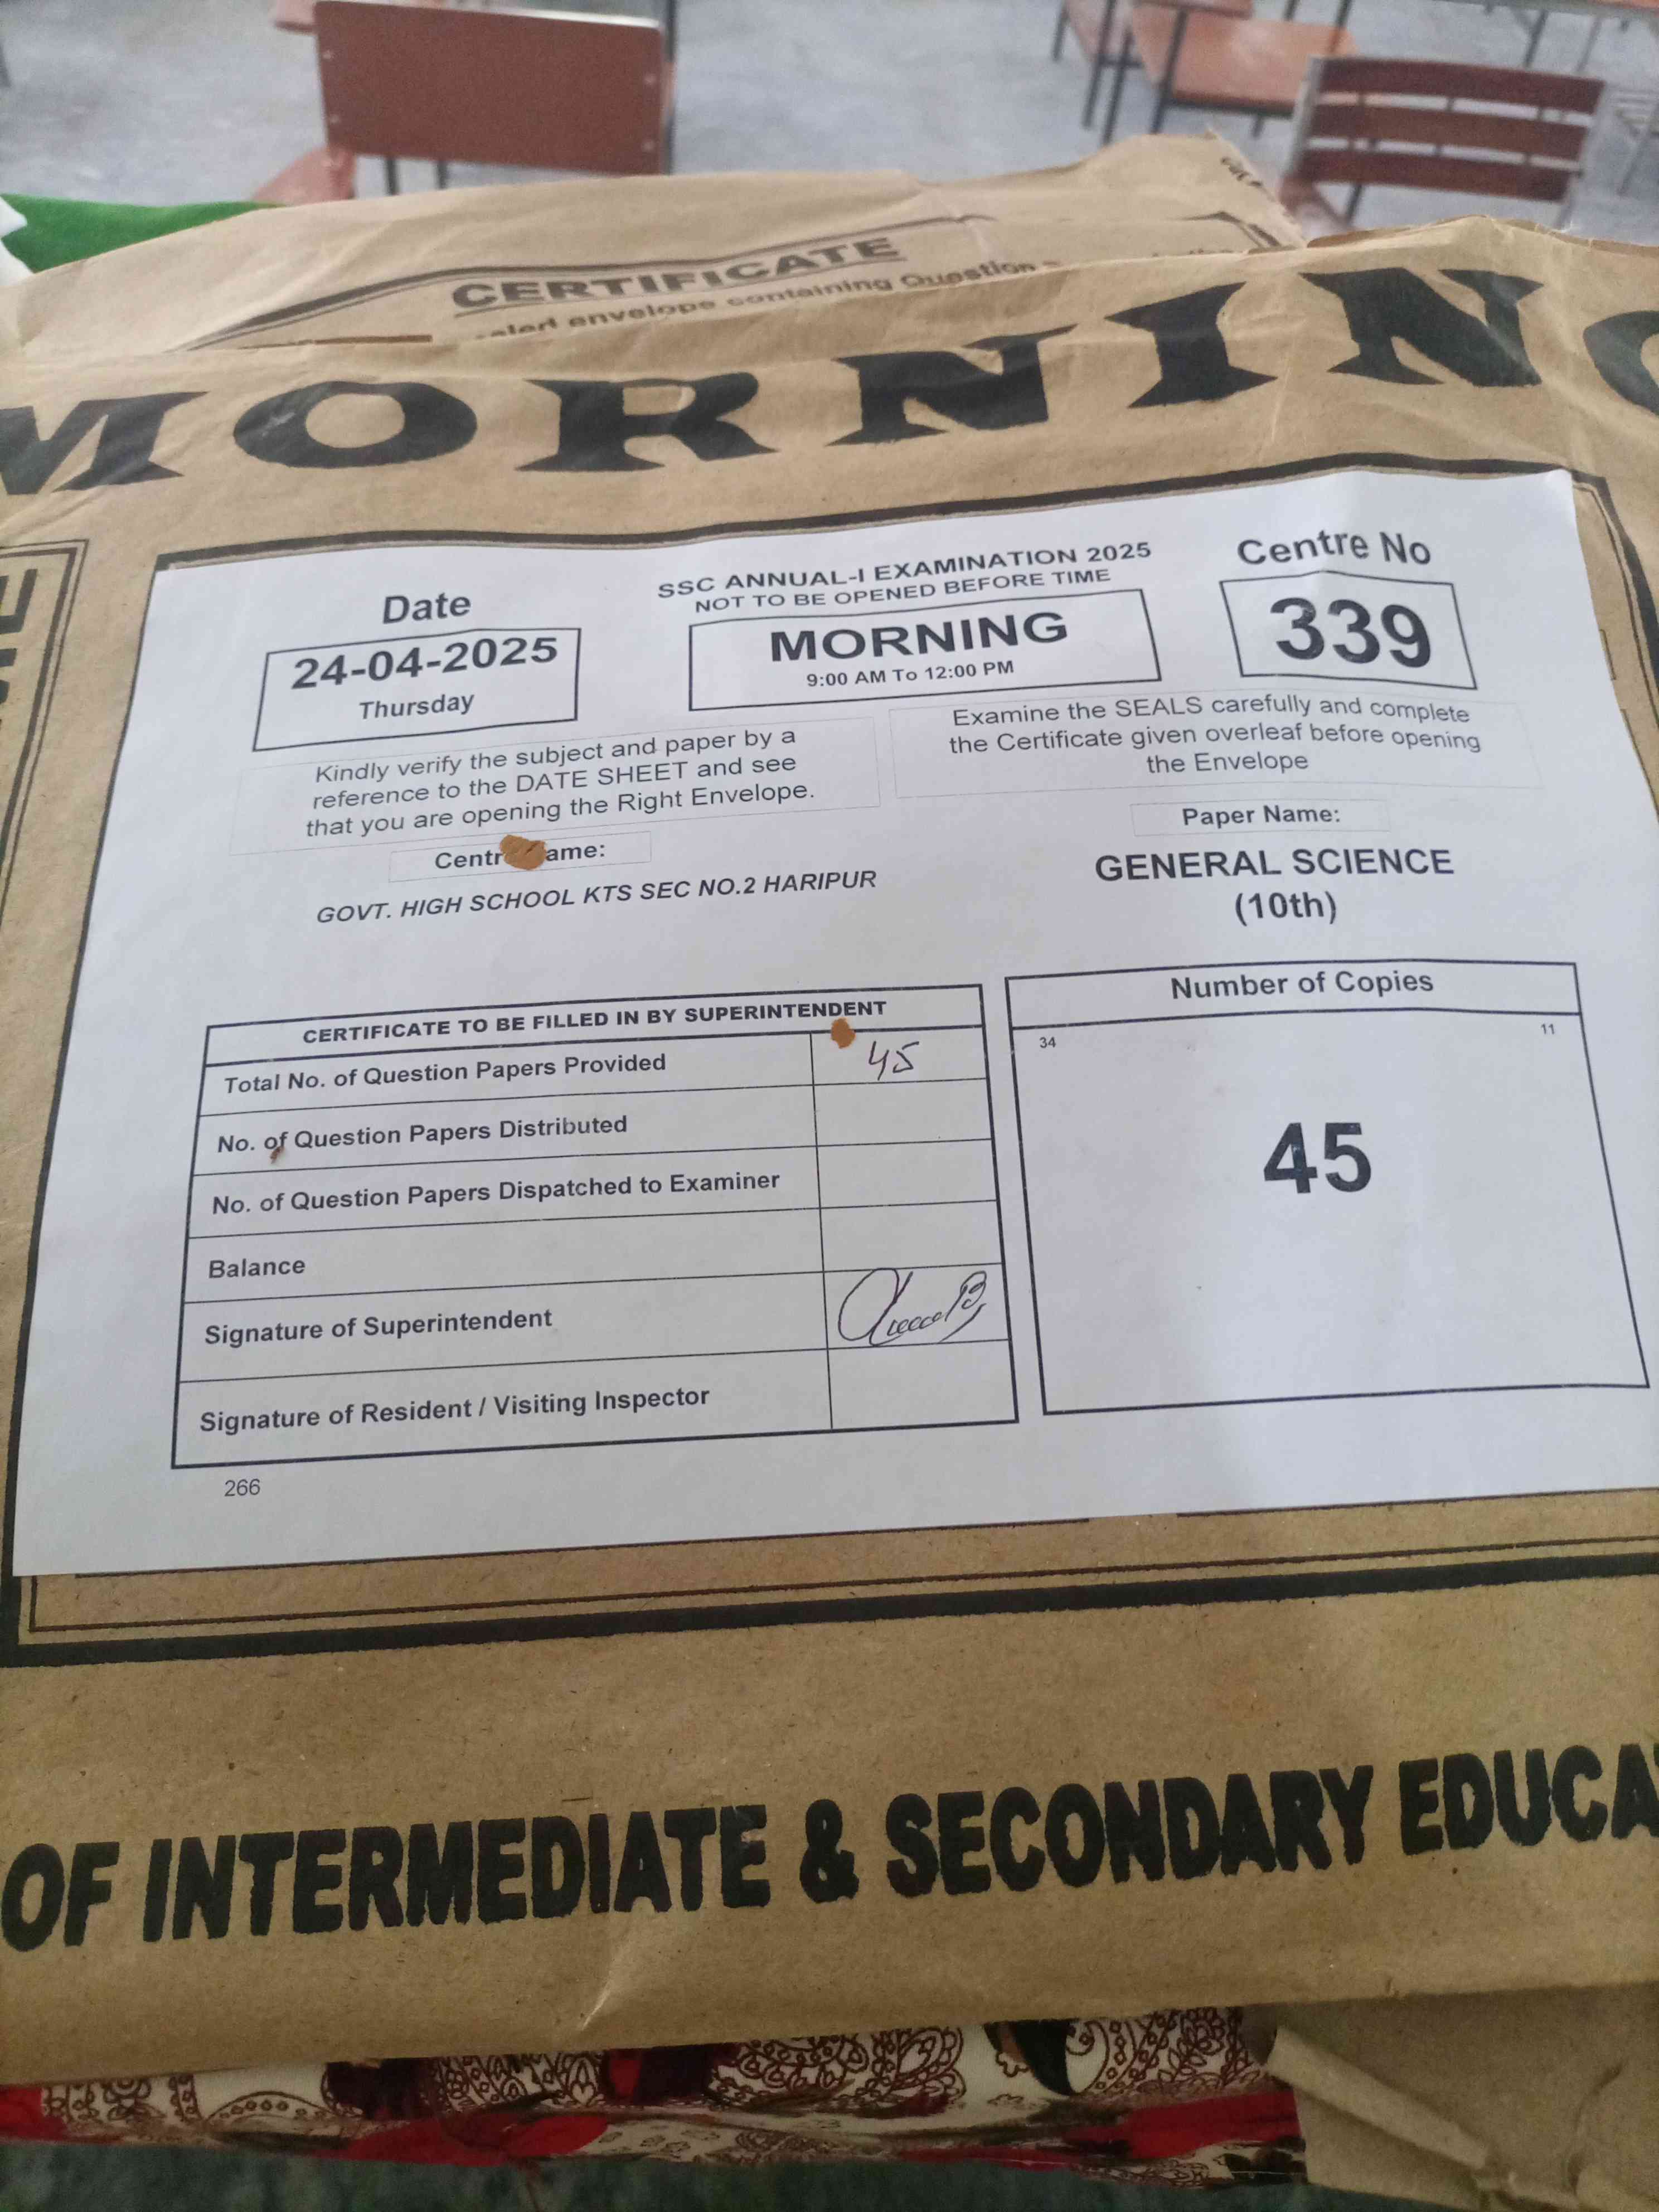 CERTIFICATE
envelope containing Question
MORNIN
Date
24-04-2025
Thursday
SSC ANNUAL-I EXAMINATION 2025
NOT TO BE OPENED BEFORE TIME
MORNING
9:00 AM To 12:00 PM
Centre No
339
Kindly verify the subject and paper by a
reference to the DATE SHEET and see
that you are opening the Right Envelope.
Examine the SEALS carefully and complete
the Certificate given overleaf before opening
the Envelope
Centr ame:
GOVT. HIGH SCHOOL KTS SEC NO.2 HARIPUR
Paper Name:
GENERAL SCIENCE
(10th)
CERTIFICATE TO BE FILLED IN BY SUPERINTENDENT
Total No. of Question Papers Provided 45
No. of Question Papers Distributed
No. of Question Papers Dispatched to Examiner
Balance
Signature of Superintendent
Signature of Resident / Visiting Inspector
Number of Copies
34 11
45
266
OF INTERMEDIATE & SECONDARY EDUCA